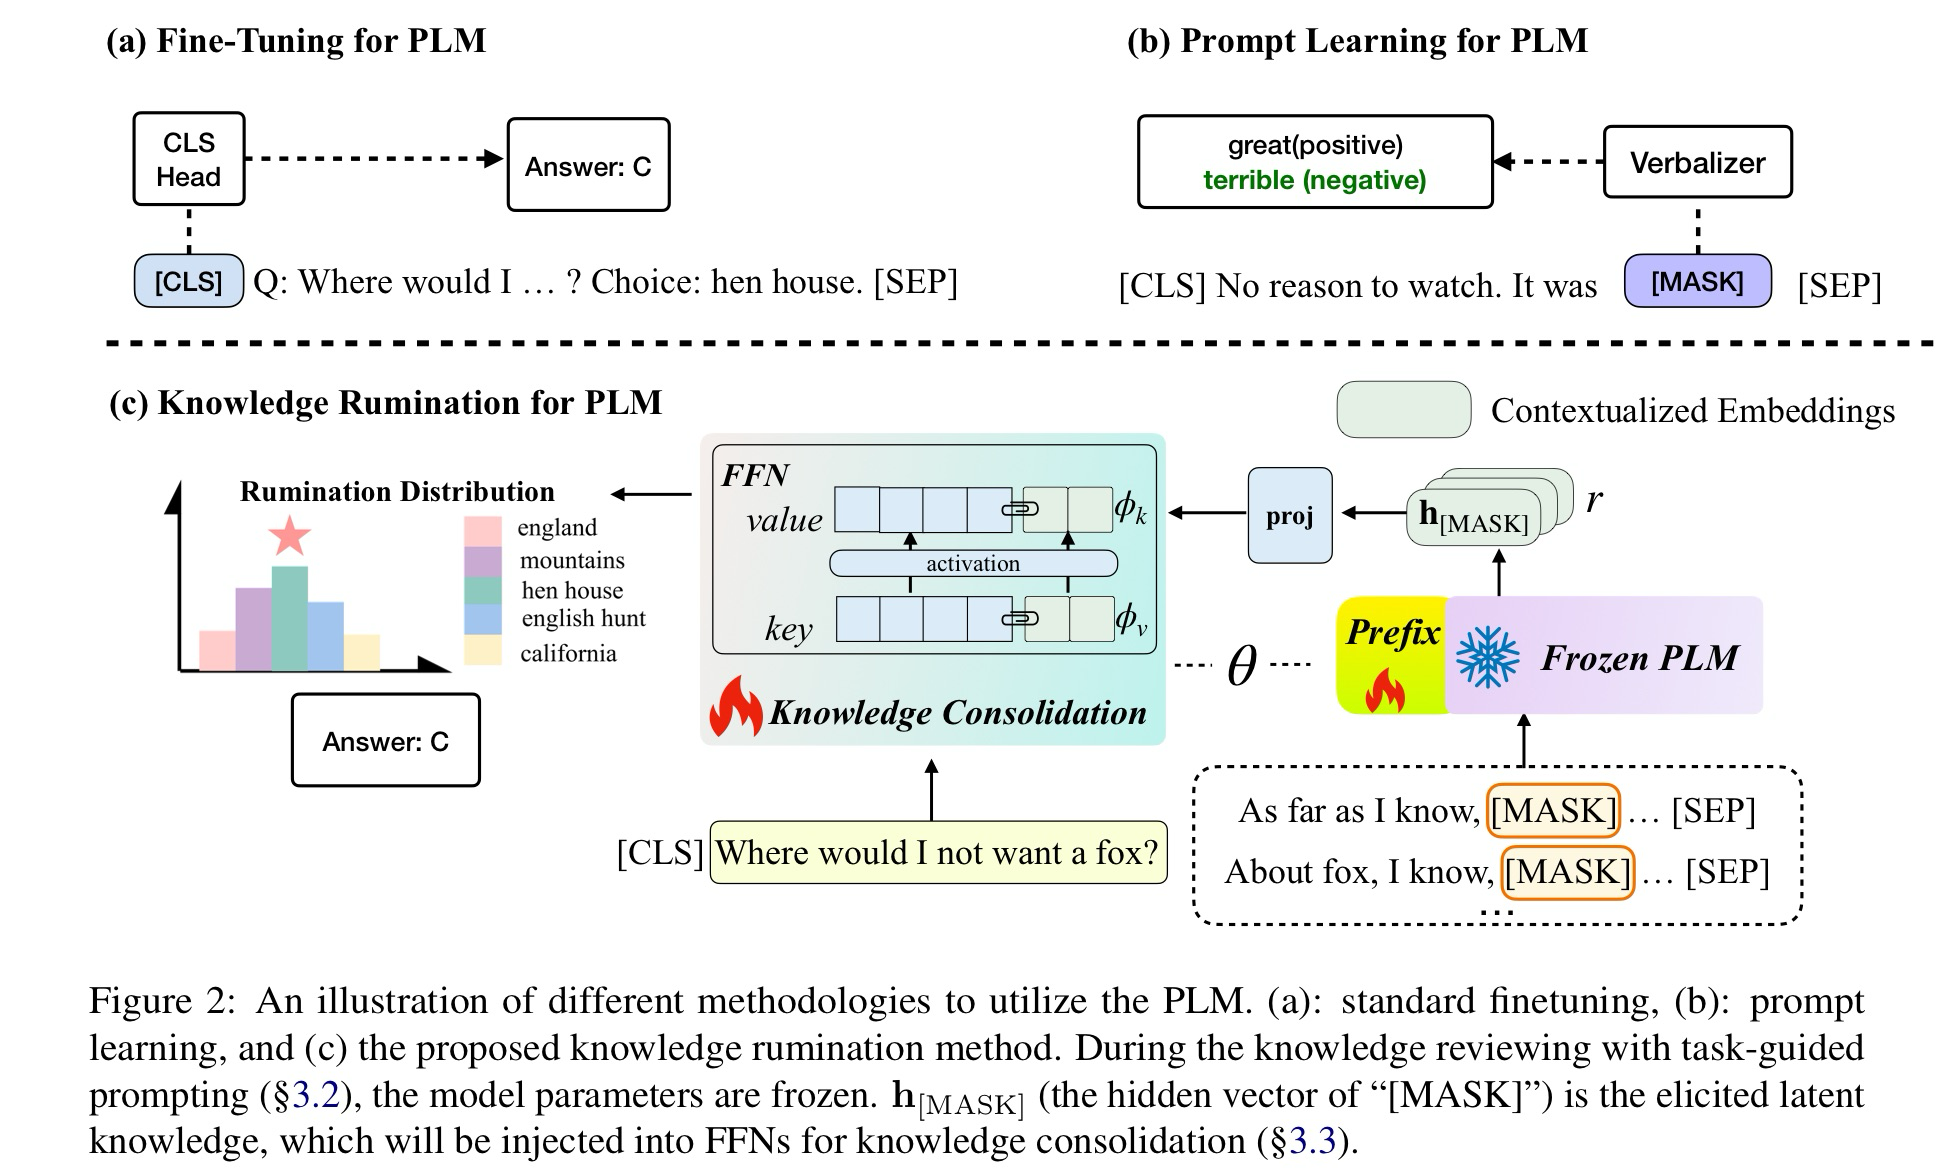 (a) Fine-Tuning for PLM
CLS
Head
Answer: C
[CLS] Q: Where would I … ? Choice: hen house. [SEP]
(b) Prompt Learning for PLM
great(positive)
terrible (negative)
Verbalizer
[CLS] No reason to watch. It was [MASK] [SEP]
(c) Knowledge Rumination for PLM
Contextualized Embeddings
Rumination Distribution
england
mountains
hen house
english hunt
california
Answer: C
FFN
value
ϕk
activation
key
ϕv
Knowledge Consolidation
[CLS] Where would I not want a fox?
proj
h[MASK]
r
θ
Prefix
Frozen PLM
As far as I know, [MASK] … [SEP]
About fox, I know, [MASK] … [SEP]
…
Figure 2: An illustration of different methodologies to utilize the PLM. (a): standard finetuning, (b): prompt
learning, and (c) the proposed knowledge rumination method. During the knowledge reviewing with task-guided
prompting (§3.2), the model parameters are frozen. h[MASK] (the hidden vector of “[MASK]”) is the elicited latent
knowledge, which will be injected into FFNs for knowledge consolidation (§3.3).